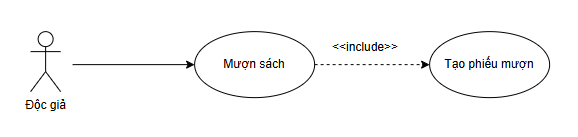 <<include>>
Mượn sách
Tạo phiếu mượn
Độc giả